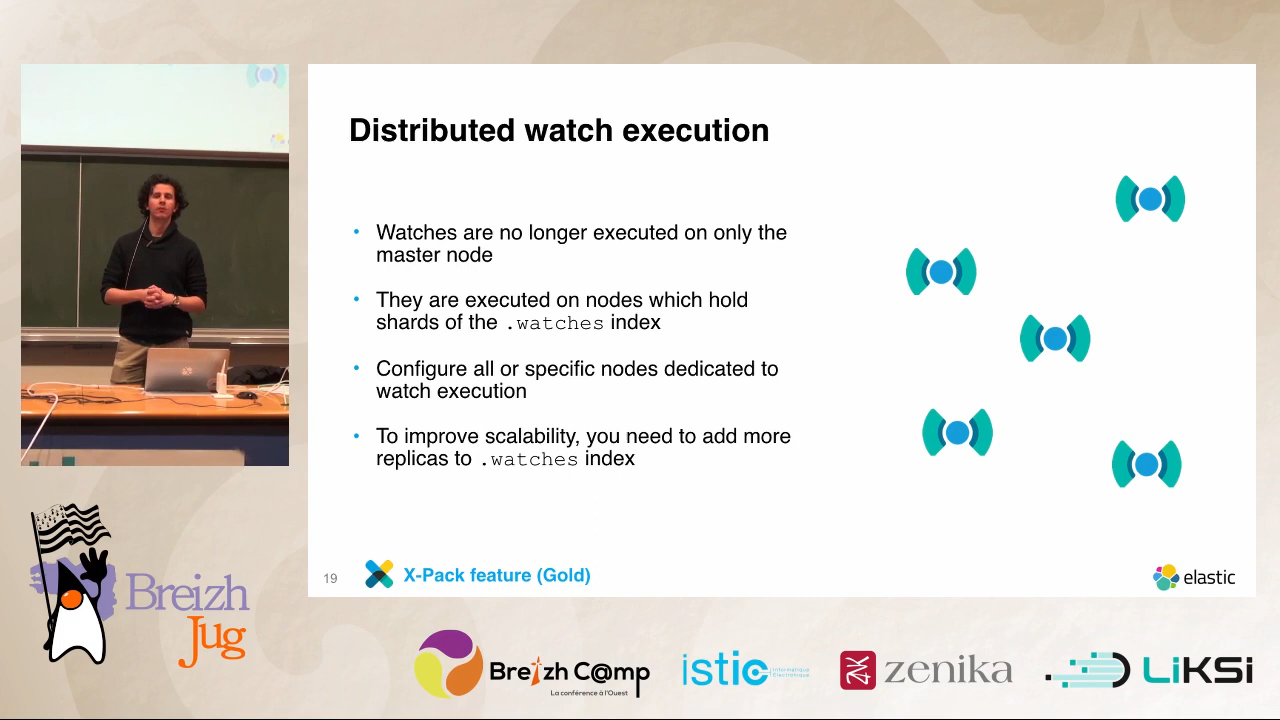 Distributed watch execution
• Watches are no longer executed on only the
master node
• They are executed on nodes which hold
shards of the .watches index
• Configure all or specific nodes dedicated to
watch execution
• To improve scalability, you need to add more
replicas to .watches index
19
X-Pack feature (Gold)
elastic
Breizh
Jug
Breizh C@mp
La conférence à l'Ouest
istic
Informatique
Électronique
zenika
LiKSi